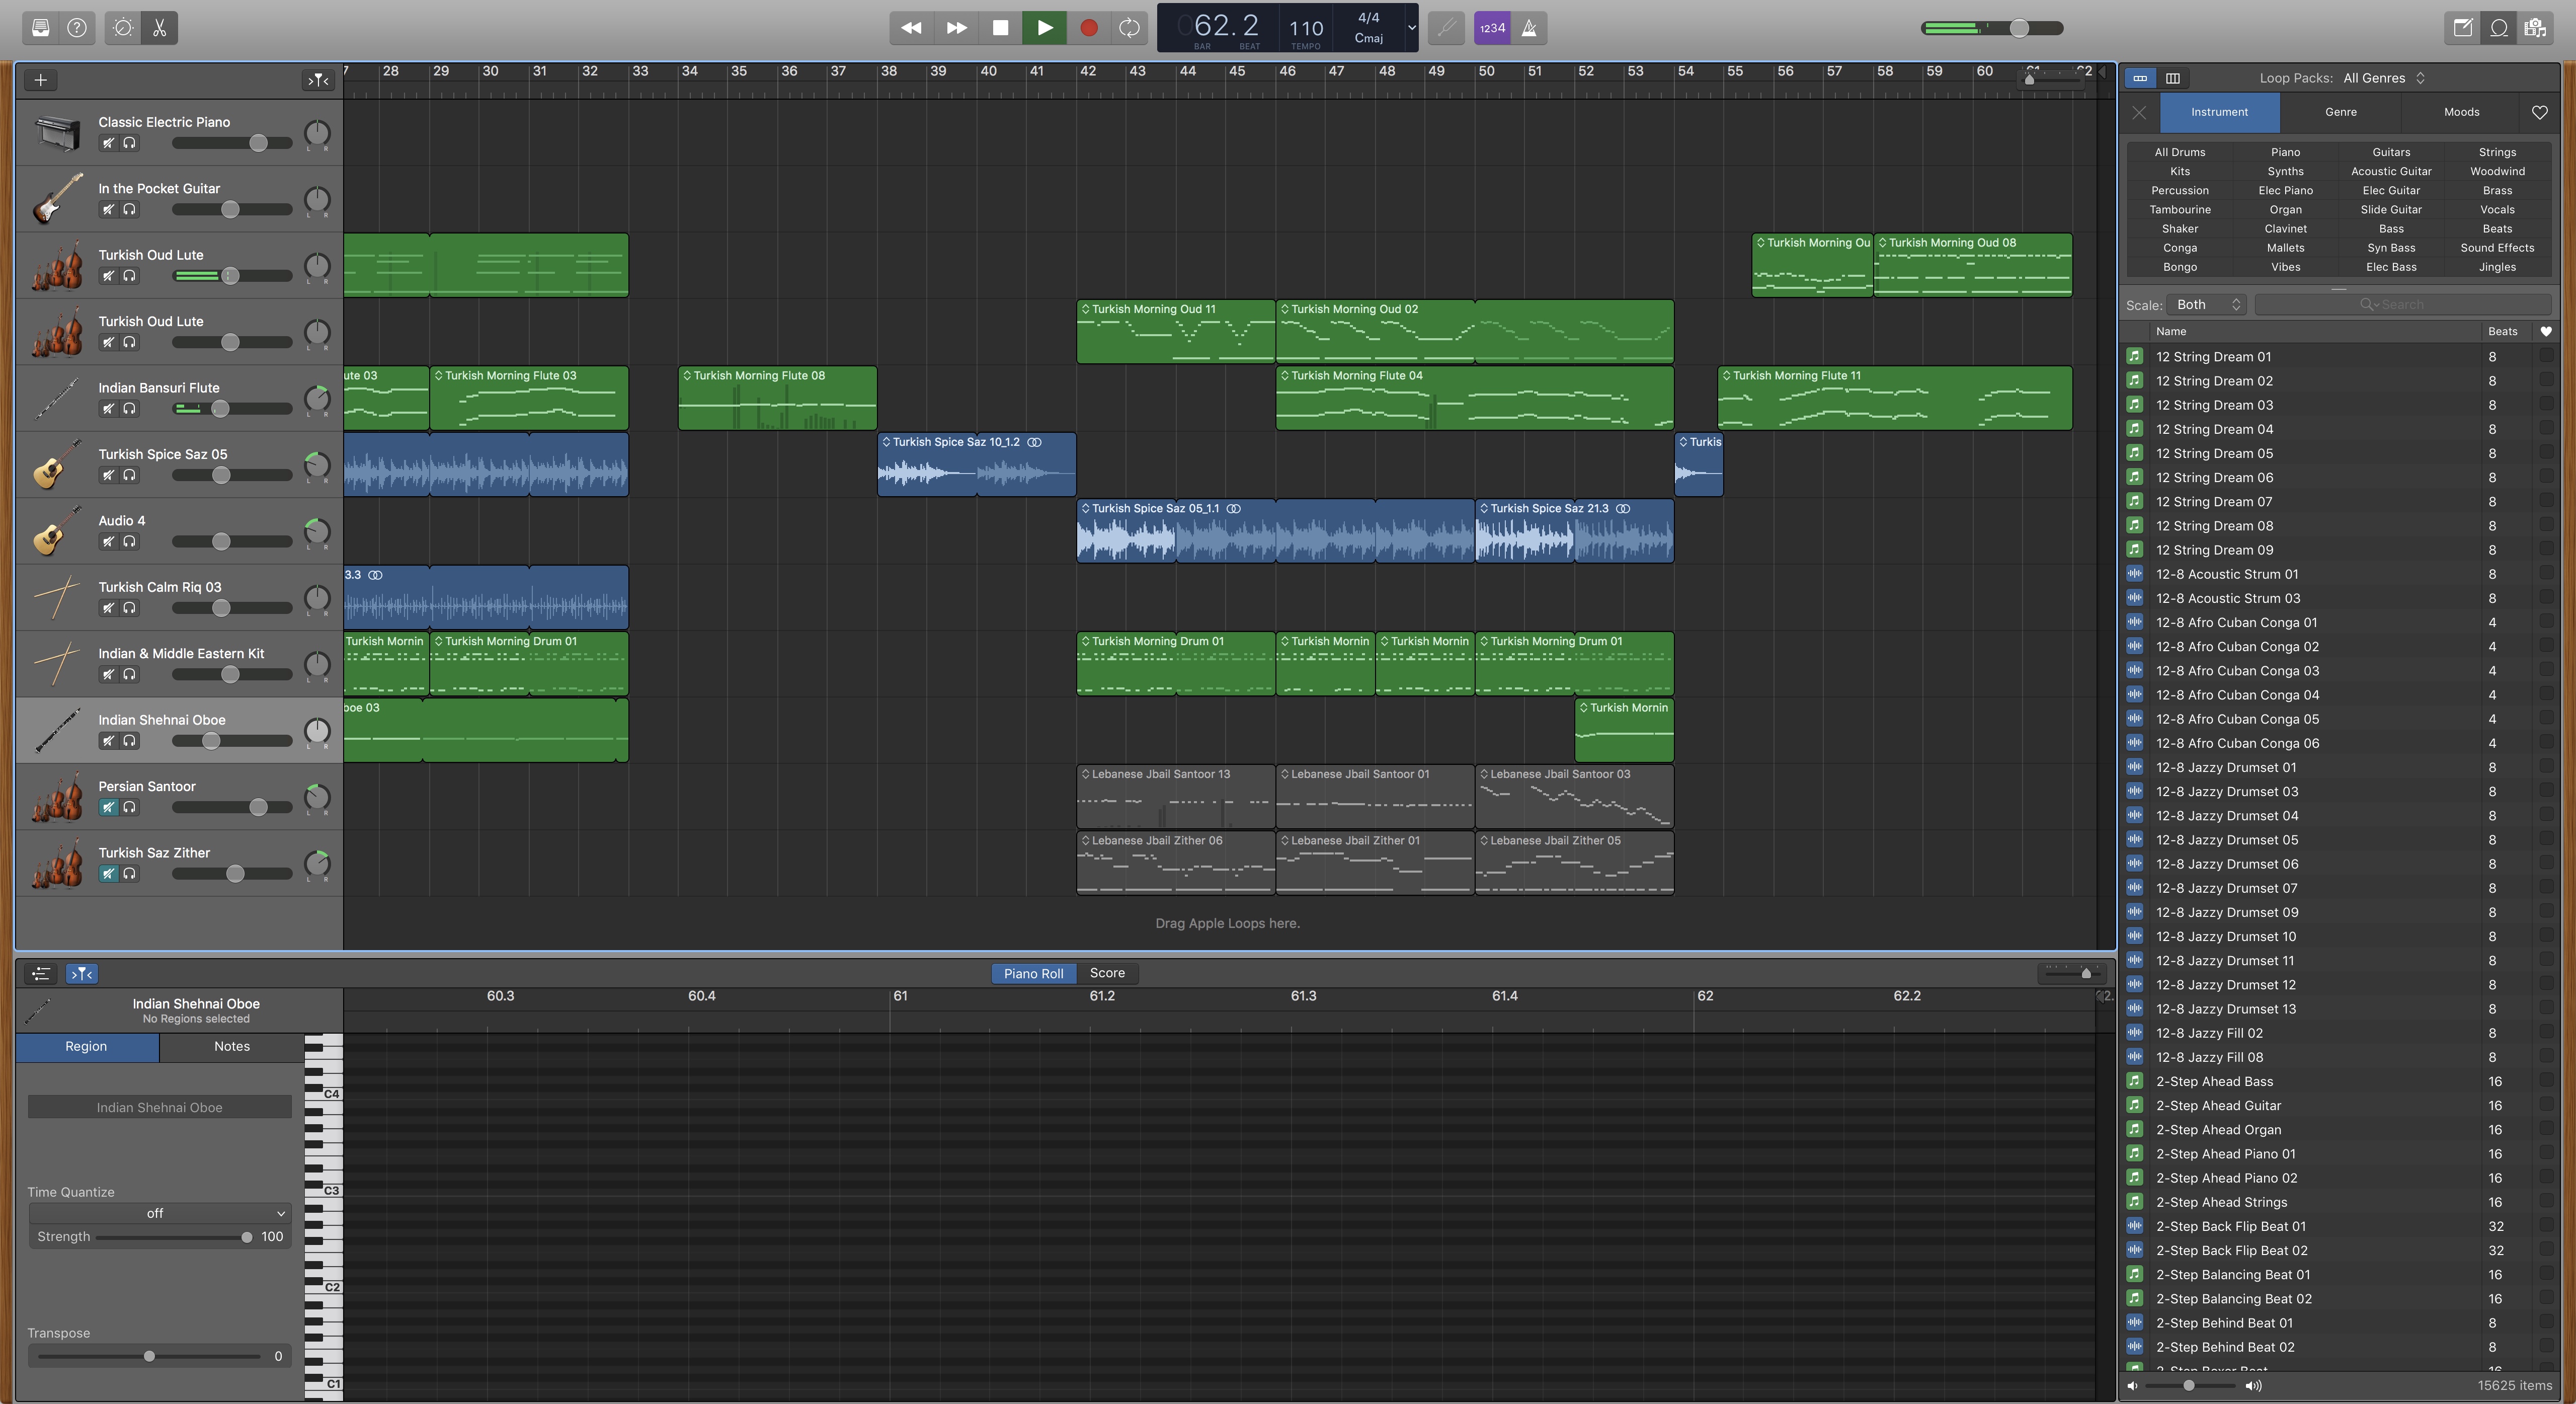 062.2
BAR BEAT
110
TEMPO
4/4
Cmaj
1234
7 28 29 30 31 32 33 34 35 36 37 38 39 40 41 42 43 44 45 46 47 48 49 50 51 52 53 54 55 56 57 58 59 60 61 62
Classic Electric Piano
L R
In the Pocket Guitar
L R
Turkish Oud Lute
L R
Turkish Morning Ou
Turkish Morning Oud 08
Turkish Oud Lute
L R
Turkish Morning Oud 11
Turkish Morning Oud 02
Indian Bansuri Flute
L R
ute 03
Turkish Morning Flute 03
Turkish Morning Flute 08
Turkish Morning Flute 04
Turkish Morning Flute 11
Turkish Spice Saz 05
L R
Turkish Spice Saz 10_1.2
Turkis
Audio 4
L R
Turkish Spice Saz 05_1.1
Turkish Spice Saz 21.3
Turkish Calm Riq 03
L R
3.3
Indian & Middle Eastern Kit
L R
Turkish Mornin
Turkish Morning Drum 01
Turkish Morning Drum 01
Turkish Mornin
Turkish Mornin
Turkish Morning Drum 01
Indian Shehnai Oboe
L R
boe 03
Turkish Mornin
Persian Santoor
L R
Lebanese Jbail Santoor 13
Lebanese Jbail Santoor 01
Lebanese Jbail Santoor 03
Turkish Saz Zither
L R
Lebanese Jbail Zither 06
Lebanese Jbail Zither 01
Lebanese Jbail Zither 05
Drag Apple Loops here.
Piano Roll
Score
60.3 60.4 61 61.2 61.3 61.4 62 62.2
Indian Shehnai Oboe
No Regions selected
Region
Notes
Indian Shehnai Oboe
Time Quantize
off
Strength 100
Transpose
0
C4
C3
C2
C1
Loop Packs: All Genres
Instrument
Genre
Moods
All Drums Piano Guitars Strings
Kits Synths Acoustic Guitar Woodwind
Percussion Elec Piano Elec Guitar Brass
Tambourine Organ Slide Guitar Vocals
Shaker Clavinet Bass Beats
Conga Mallets Syn Bass Sound Effects
Bongo Vibes Elec Bass Jingles
Scale: Both
Search
Name Beats
12 String Dream 01 8
12 String Dream 02 8
12 String Dream 03 8
12 String Dream 04 8
12 String Dream 05 8
12 String Dream 06 8
12 String Dream 07 8
12 String Dream 08 8
12 String Dream 09 8
12-8 Acoustic Strum 01 8
12-8 Acoustic Strum 03 8
12-8 Afro Cuban Conga 01 4
12-8 Afro Cuban Conga 02 4
12-8 Afro Cuban Conga 03 4
12-8 Afro Cuban Conga 04 4
12-8 Afro Cuban Conga 05 4
12-8 Afro Cuban Conga 06 4
12-8 Jazzy Drumset 01 8
12-8 Jazzy Drumset 03 8
12-8 Jazzy Drumset 04 8
12-8 Jazzy Drumset 05 8
12-8 Jazzy Drumset 06 8
12-8 Jazzy Drumset 07 8
12-8 Jazzy Drumset 09 8
12-8 Jazzy Drumset 10 8
12-8 Jazzy Drumset 11 8
12-8 Jazzy Drumset 12 8
12-8 Jazzy Drumset 13 8
12-8 Jazzy Fill 02 8
12-8 Jazzy Fill 08 8
2-Step Ahead Bass 16
2-Step Ahead Guitar 16
2-Step Ahead Organ 16
2-Step Ahead Piano 01 16
2-Step Ahead Piano 02 16
2-Step Ahead Strings 16
2-Step Back Flip Beat 01 32
2-Step Back Flip Beat 02 32
2-Step Balancing Beat 01 16
2-Step Balancing Beat 02 16
2-Step Behind Beat 01 8
2-Step Behind Beat 02 8
2-Step Boxer Beat 16
15625 items